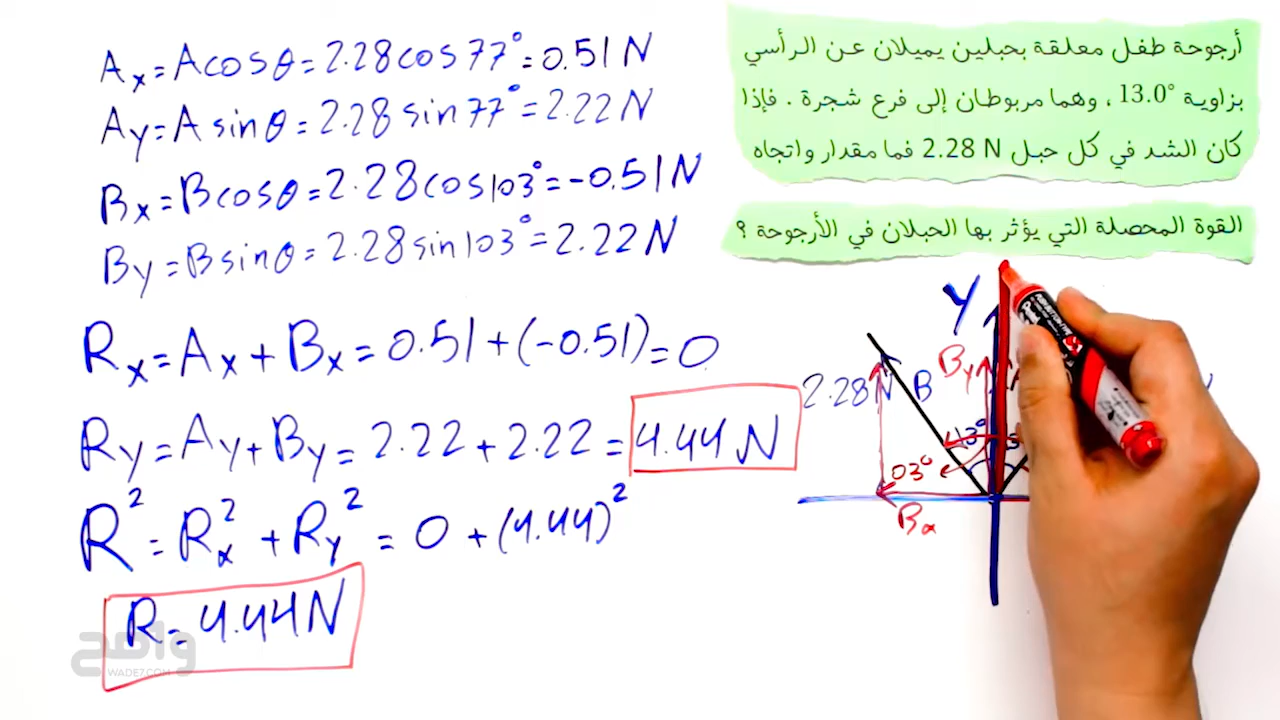 أرجوحة طفل معلقة بحبلين يميلان عن الرأسي
بزاوية 13.0° ، وهما مربوطان إلى فرع شجرة . فإذا
كان الشد في كل حبل 2.28 N فما مقدار واتجاه
القوة المحصلة التي يؤثر بها الحبلان في الأرجوحة ؟
Ax = A cos θ = 2.28 cos 77° = 0.51 N
Ay = A sin θ = 2.28 sin 77° = 2.22 N
Bx = B cos θ = 2.28 cos 103° = -0.51 N
By = B sin θ = 2.28 sin 103° = 2.22 N
Rx = Ax + Bx = 0.51 + (-0.51) = 0
Ry = Ay + By = 2.22 + 2.22 = 4.44 N
R² = Rx² + Ry² = 0 + (4.44)²
R = 4.44 N
Y
By
2.28 N B
13°
03°
Bx
واضح
WADE7.COM